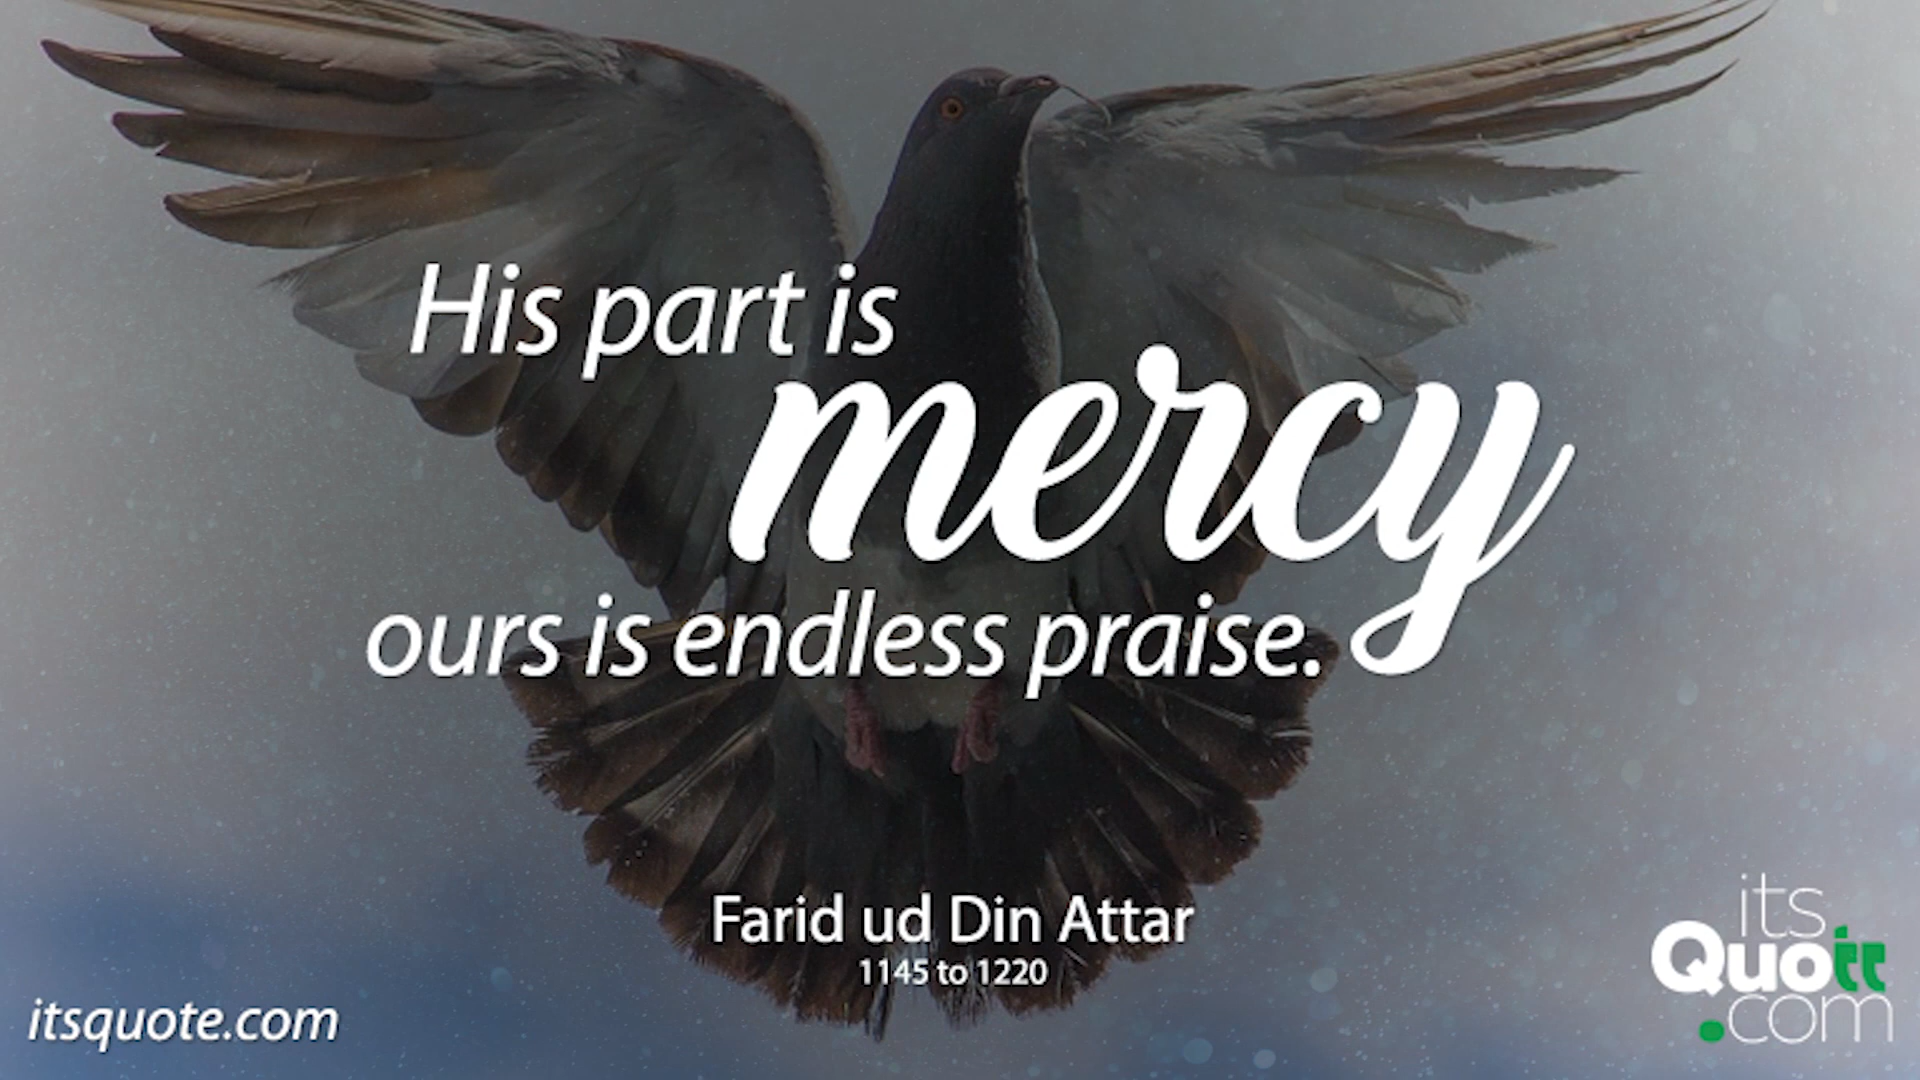 His part is
mercy
ours is endless praise.
Farid ud Din Attar
1145 to 1220
itsquote.com
its
Quott
.com